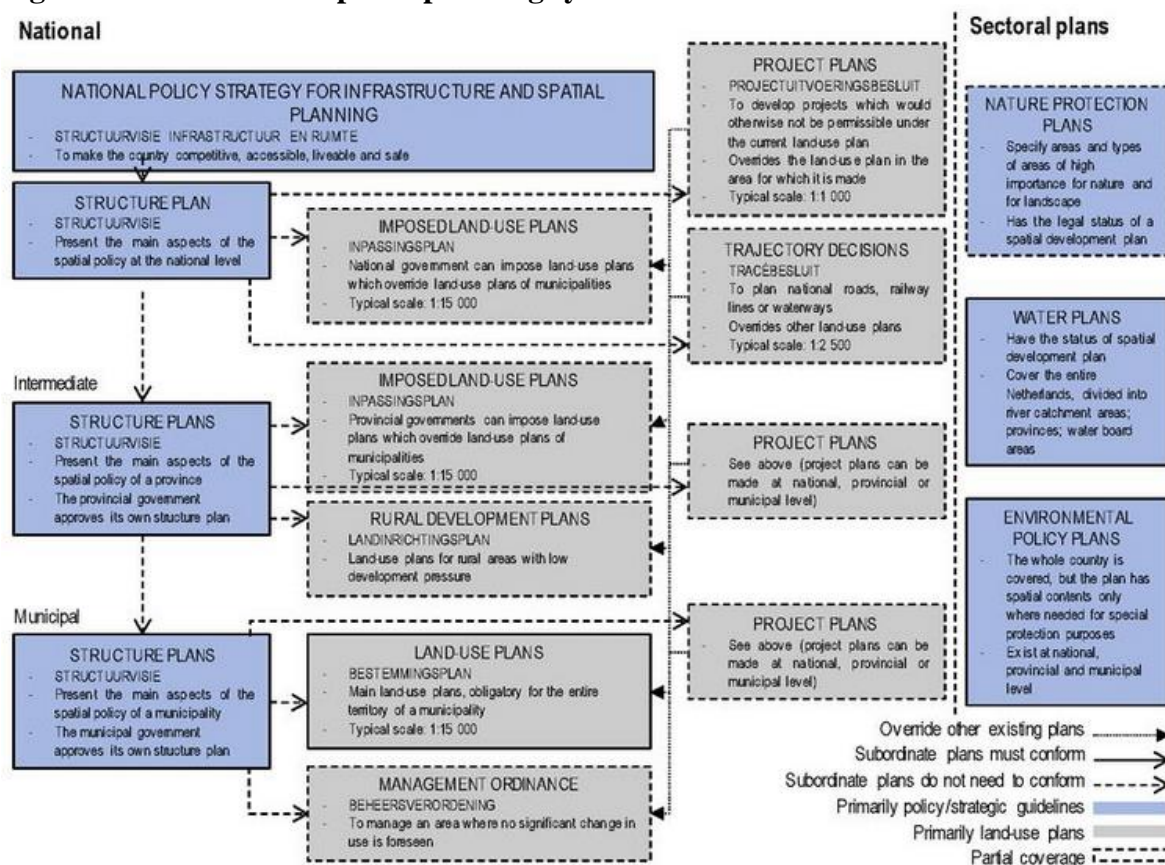 National
NATIONAL POLICY STRATEGY FOR INFRASTRUCTURE AND SPATIAL
PLANNING
- STRUCTUURVISIE INFRASTRUCTUUR EN RUIMTE
- To make the country competitive, accessible, liveable and safe
STRUCTURE PLAN
- STRUCTUURVISIE
- Present the main aspects of the
spatial policy at the national level
IMPOSED LAND-USE PLANS
- INPASSINGSPLAN
- National government can impose land-use plans
which override land-use plans of municipalities
- Typical scale: 1:15 000
PROJECT PLANS
- PROJECTUITVOERINGSBESLUIT
- To develop projects which would
otherwise not be permissible under
the current land-use plan
- Overrides the land-use plan in the
area for which it is made
- Typical scale: 1:1 000
TRAJECTORY DECISIONS
- TRACÉBESLUIT
- To plan national roads, railway
lines or waterways
- Overrides other land-use plans
- Typical scale: 1:2 500
Intermediate
STRUCTURE PLANS
- STRUCTUURVISIE
- Present the main aspects of the
spatial policy of a province
- The provincial government
approves its own structure plan
IMPOSED LAND-USE PLANS
- INPASSINGSPLAN
- Provincial governments can impose land-use
plans which override land-use plans of
municipalities
- Typical scale: 1:15 000
RURAL DEVELOPMENT PLANS
- LANDINRICHTINGSPLAN
- Land-use plans for rural areas with low
development pressure
PROJECT PLANS
- See above (project plans can be
made at national, provincial or
municipal level)
Municipal
STRUCTURE PLANS
- STRUCTUURVISIE
- Present the main aspects of the
spatial policy of a municipality
- The municipal government
approves its own structure plan
LAND-USE PLANS
- BESTEMMINGSPLAN
- Main land-use plans, obligatory for the entire
territory of a municipality
- Typical scale: 1:15 000
MANAGEMENT ORDINANCE
- BEHEERSVERORDENING
- To manage an area where no significant change in
use is foreseen
PROJECT PLANS
- See above (project plans can be
made at national, provincial or
municipal level)
Sectoral plans
NATURE PROTECTION
PLANS
- Specify areas and types
of areas of high
importance for nature and
for landscape
- Has the legal status of a
spatial development plan
WATER PLANS
- Have the status of spatial
development plan
- Cover the entire
Netherlands, divided into
river catchment areas;
provinces; water board
areas
ENVIRONMENTAL
POLICY PLANS
- The whole country is
covered, but the plan has
spatial contents only
where needed for special
protection purposes
- Exist at national,
provincial and municipal
level
Override other existing plans
Subordinate plans must conform
Subordinate plans do not need to conform
Primarily policy/strategic guidelines
Primarily land-use plans
Partial coverage